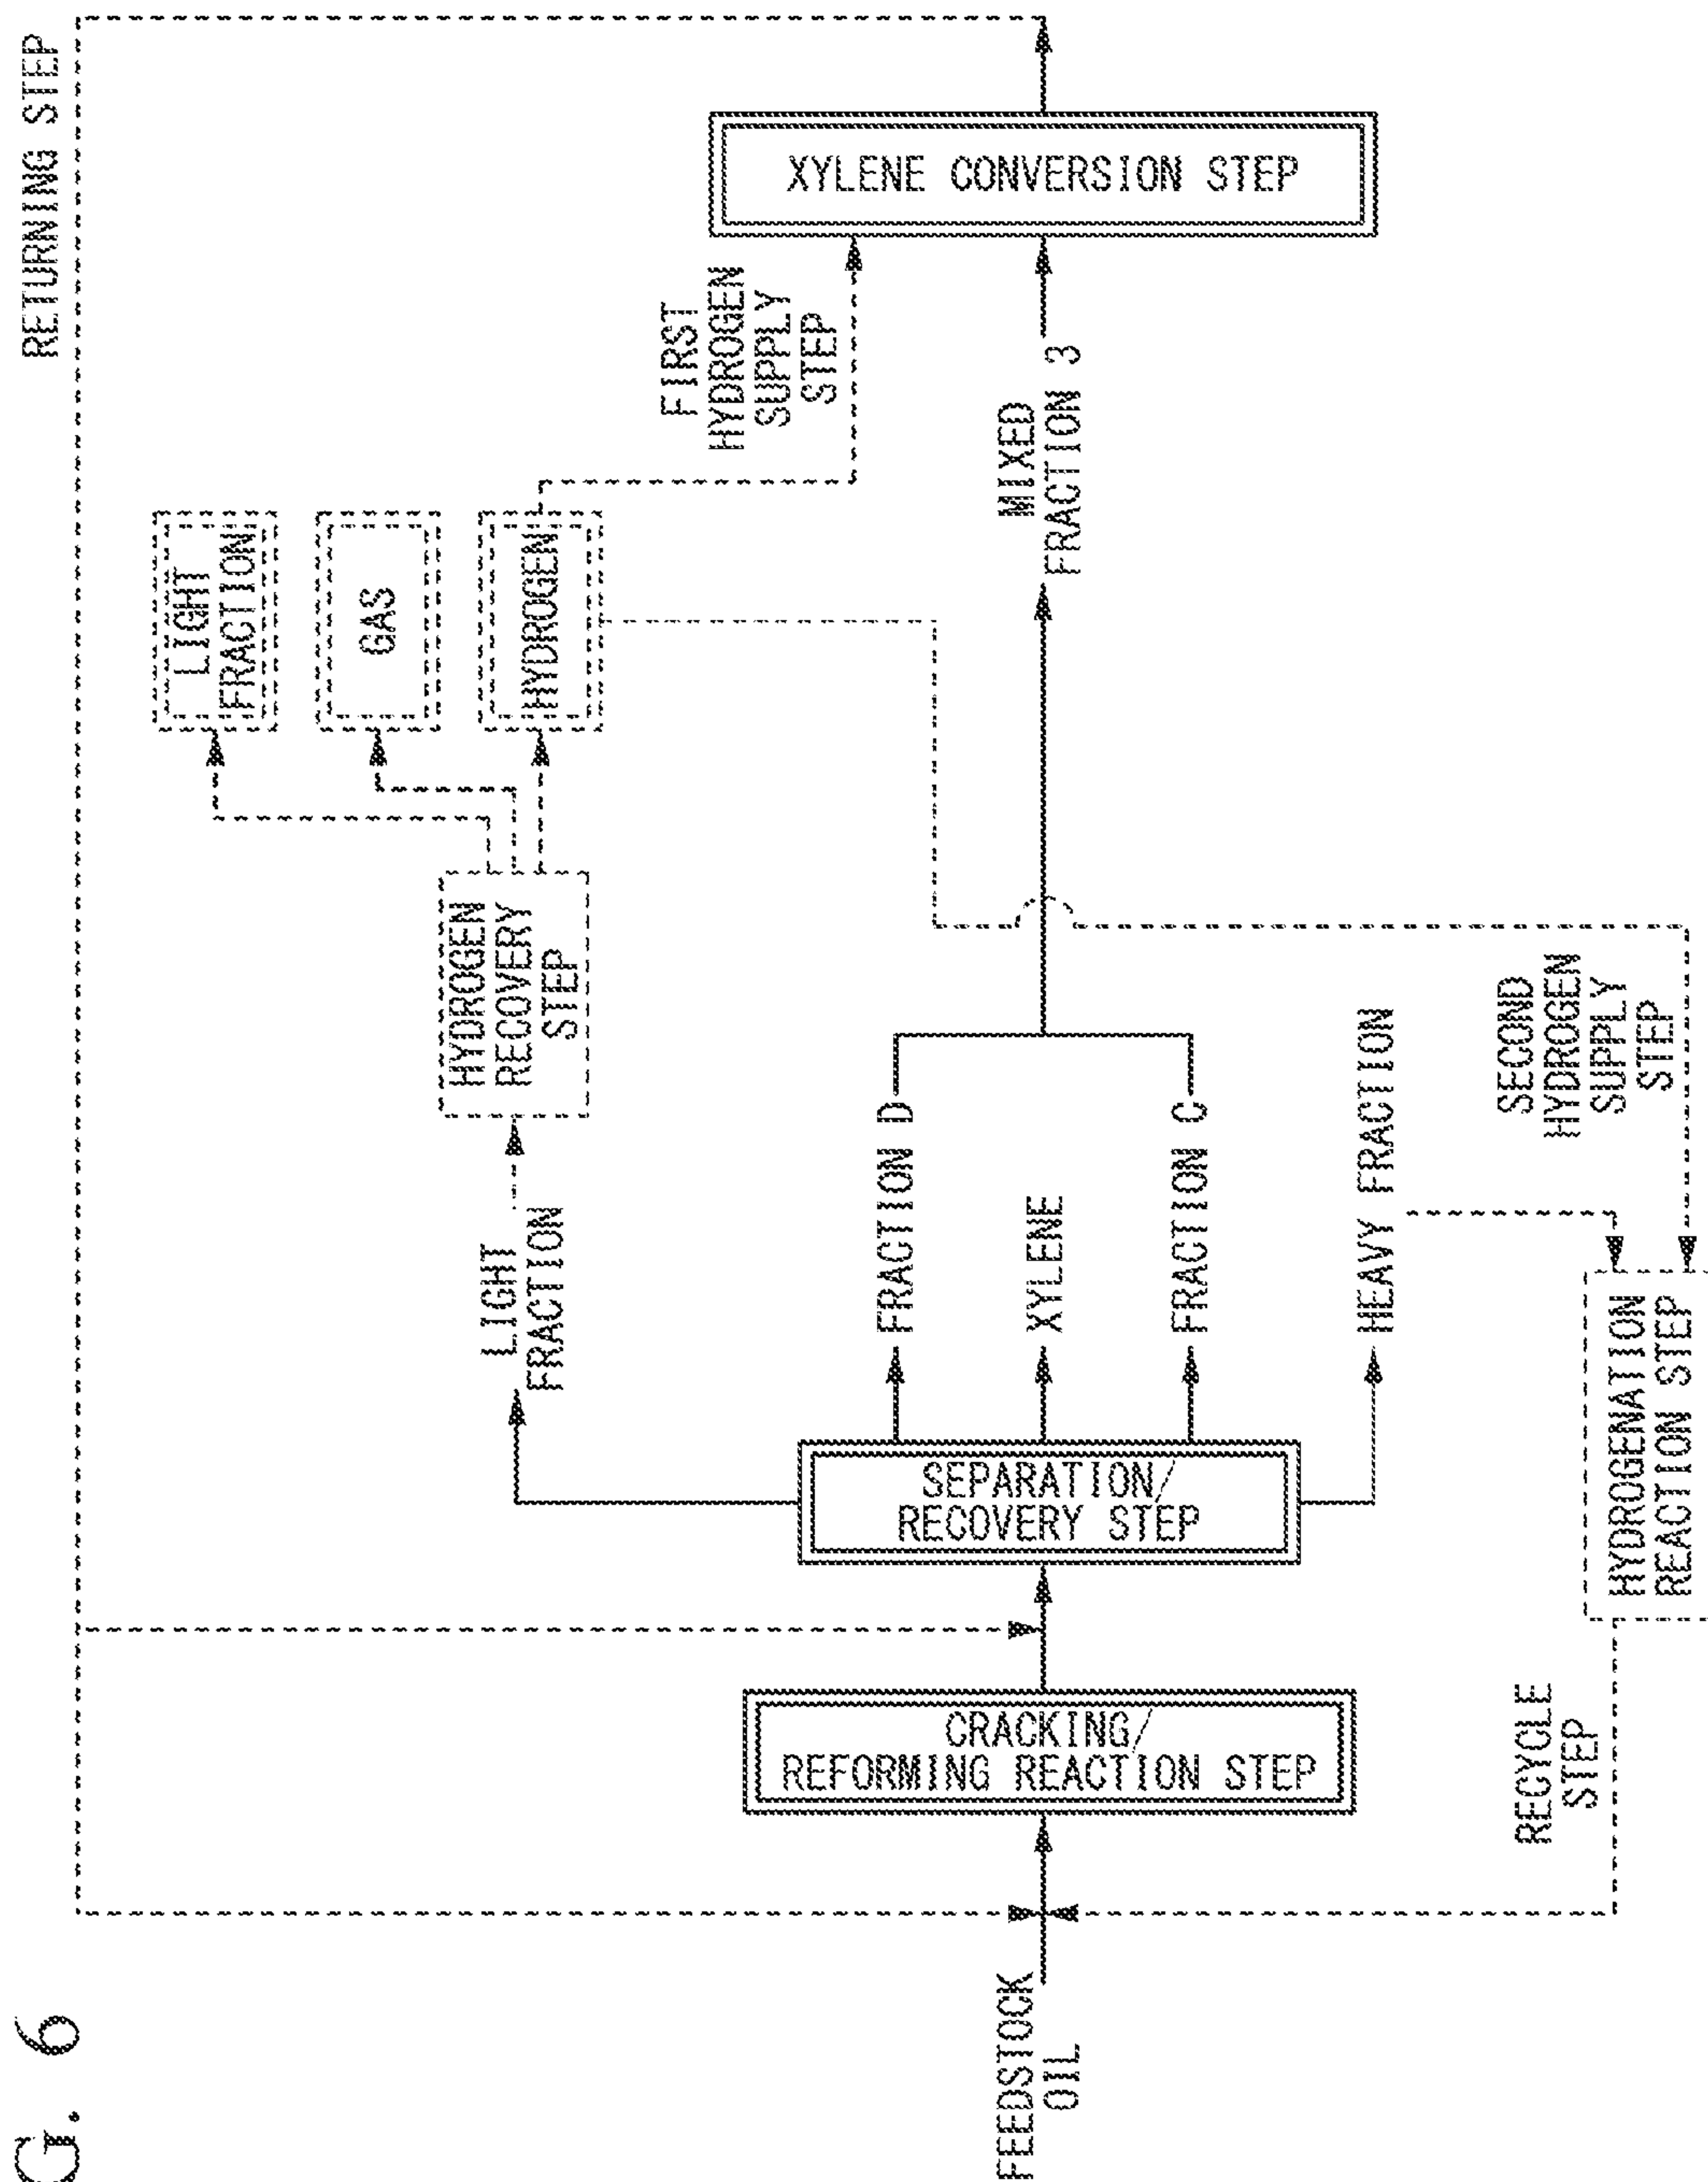 G. 6
RETURNING STEP
LIGHT
FRACTION
GAS
HYDROGEN
FIRST
HYDROGEN
SUPPLY
STEP
XYLENE CONVERSION STEP
HYDROGEN
RECOVERY
STEP
LIGHT
FRACTION
MIXED
FRACTION 3
FEEDSTOCK
OIL
CRACKING/
REFORMING REACTION STEP
SEPARATION/
RECOVERY STEP
FRACTION D
XYLENE
FRACTION C
HEAVY FRACTION
SECOND
HYDROGEN
SUPPLY
STEP
RECYCLE
STEP
HYDROGENATION
REACTION STEP